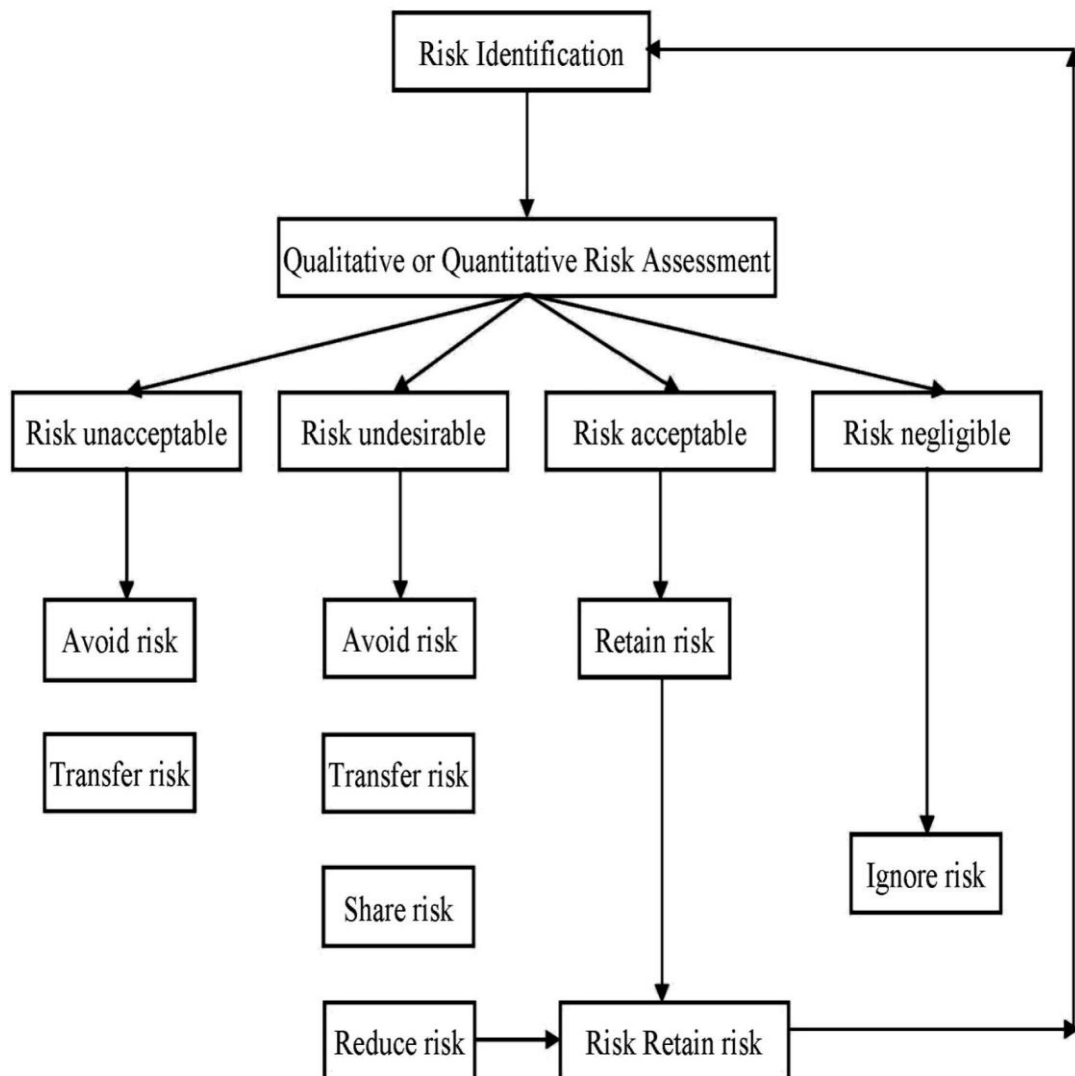 Risk Identification
Qualitative or Quantitative Risk Assessment
Risk unacceptable
Risk undesirable
Risk acceptable
Risk negligible
Avoid risk
Avoid risk
Retain risk
Transfer risk
Transfer risk
Share risk
Ignore risk
Reduce risk
Risk Retain risk